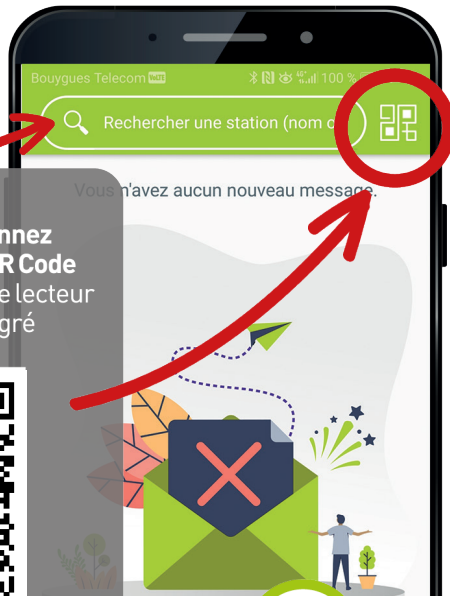 Bouygues Telecom
100 %
Rechercher une station (nom o
Vous n'avez aucun nouveau message.
nnez
R Code
e lecteur
gré